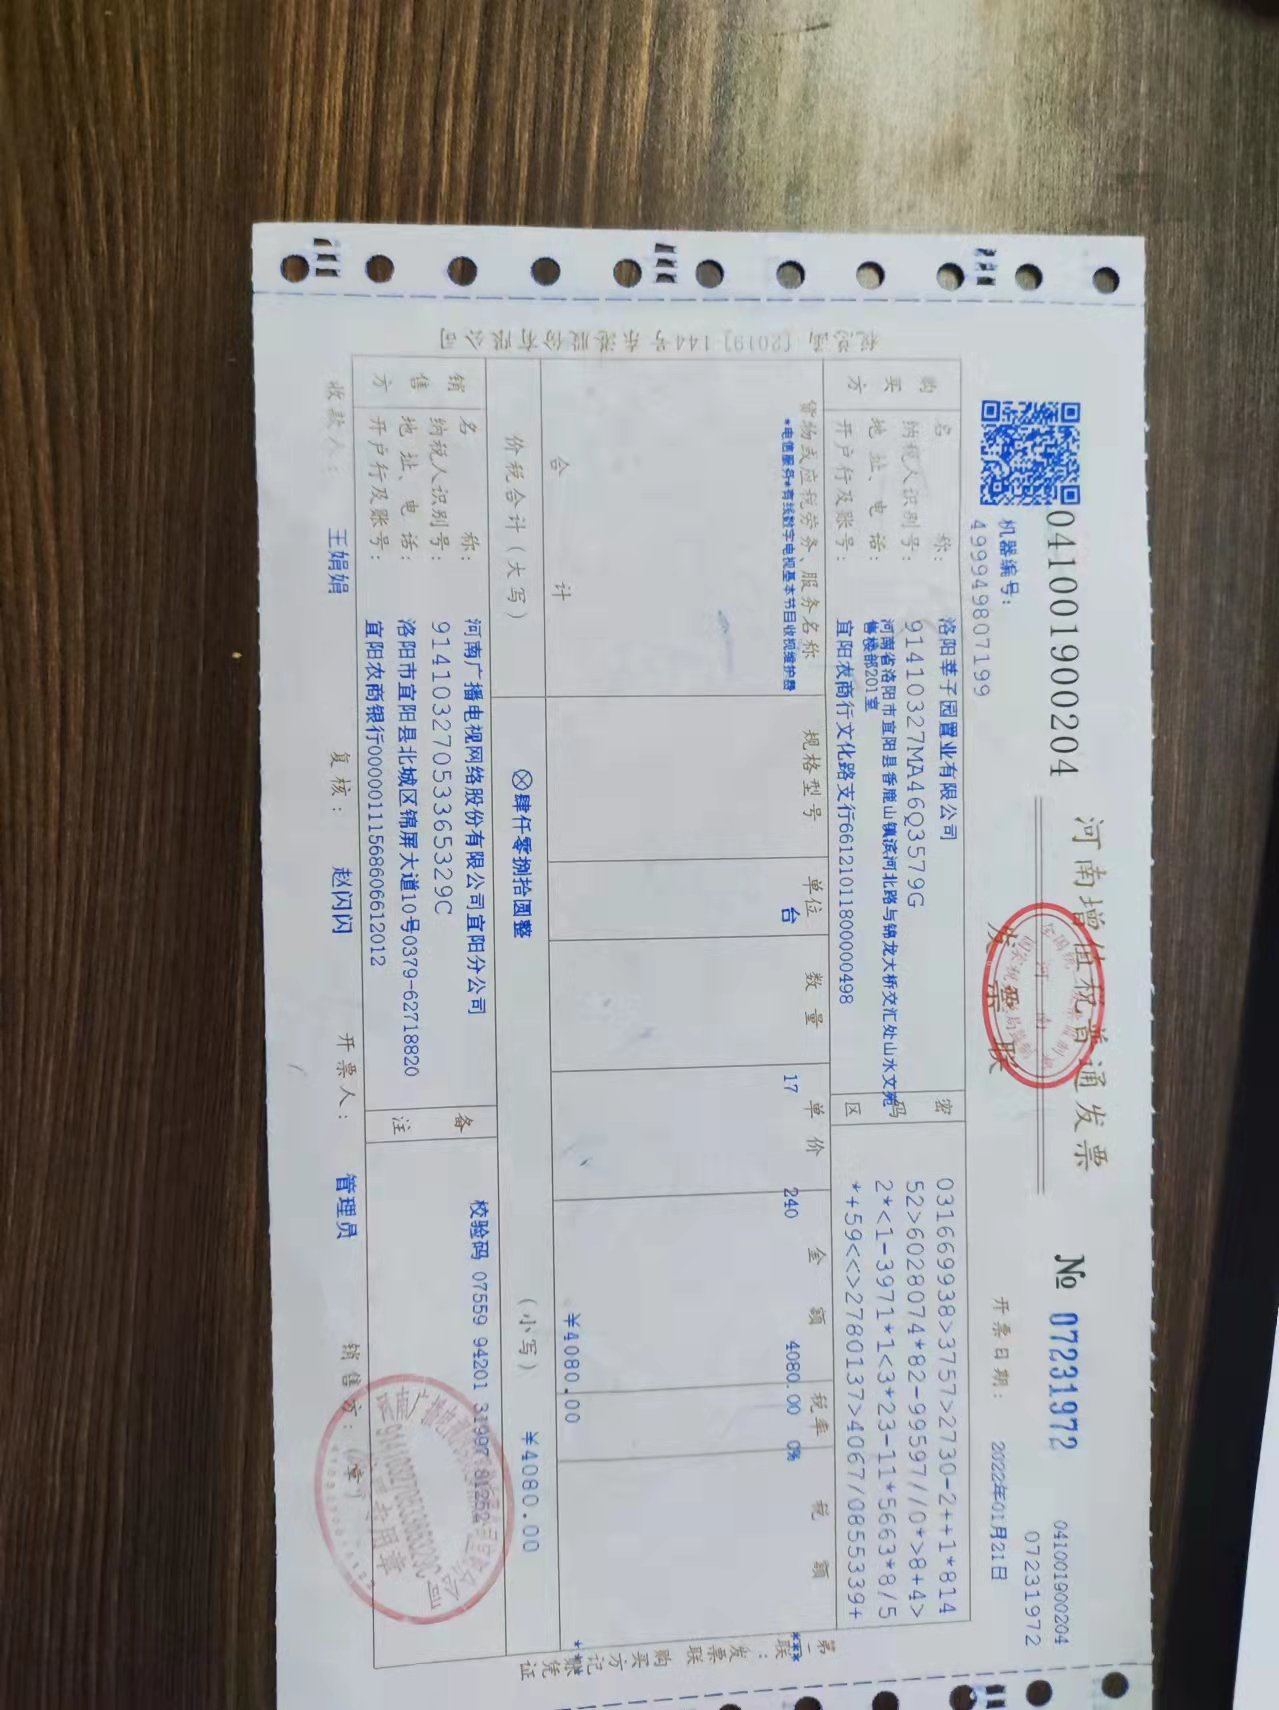 041001900204
河南增值税普通发票
№ 07231972
041001900204
07231972
机器编号:
499949807199
发票联
开票日期: 2022年01月21日
购买方
名 称: 洛阳莘子园置业有限公司
纳税人识别号: 91410327MA46Q3579G
地址、电话: 河南省洛阳市宜阳县香鹿山镇滨河北路与锦龙大桥交汇处山水文苑
售楼部201室
开户行及账号: 宜阳农商行文化路支行66121011800000498
密码区
031669938>3757>2730-2++1*814
52>6028074*82-99597//0*>8+4>
2*<1-3971*1<3*23-11*5663*8/5
*+59<<>2780137>4067/0855339+
货物或应税劳务、服务名称 规格型号 单位 数量 单价 金额 税率 税额
*电信服务*有线数字电视基本节目收视维护费 台 17 240 4080.00 0% ***
合计 ¥4080.00 ***
价税合计(大写) ⊗肆仟零捌拾圆整 (小写) ¥4080.00
销售方
名 称: 河南广播电视网络股份有限公司宜阳分公司
纳税人识别号: 91410327053365329C
地址、电话: 洛阳市宜阳县北城区锦屏大道10号0379-62718820
开户行及账号: 宜阳农商银行00000111568606612012
备注
校验码 07559 94201 31997 81252
收款人: 王娟娟 复核: 赵闪闪 开票人: 管理员 销售方:(章)
第二联:发票联 购买方记账凭证
91410327053365329C